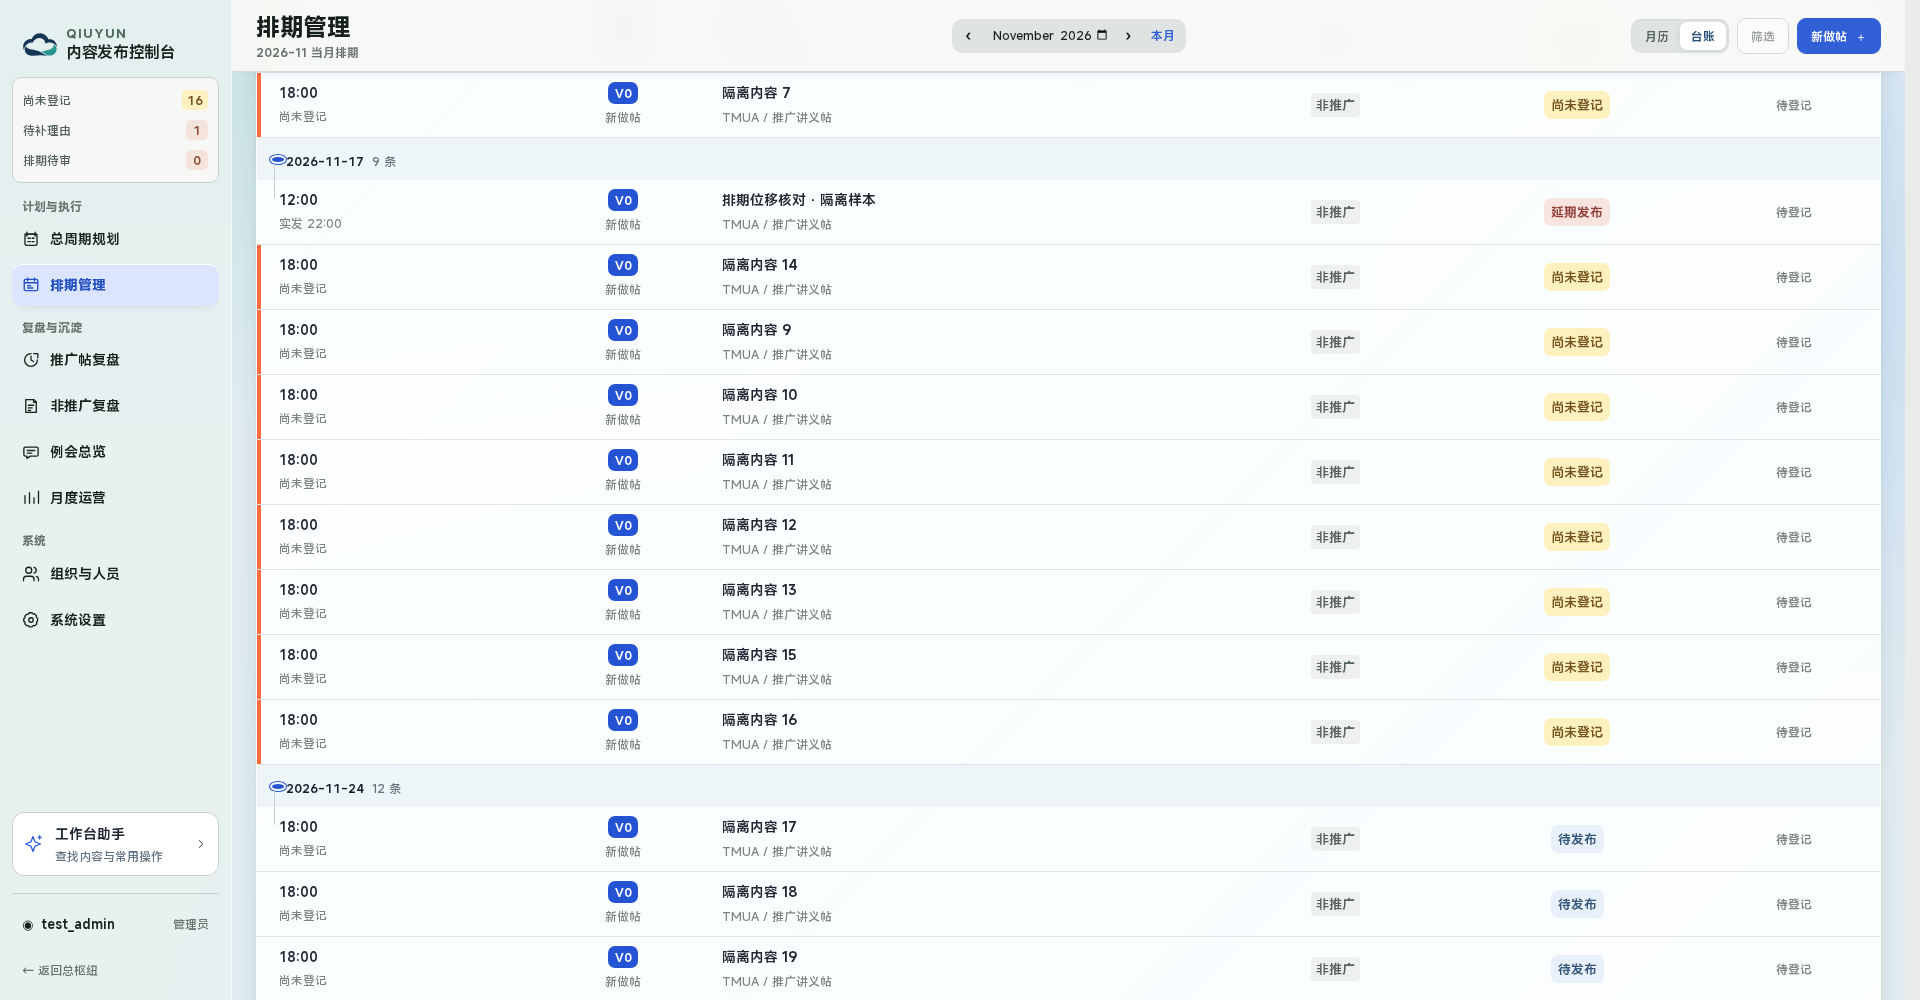 QIUYUN
内容发布控制台
尚未登记 16
待补理由 1
排期待审 0
计划与执行
总周期规划
排期管理
复盘与沉淀
推广帖复盘
非推广复盘
例会总览
月度运营
系统
组织与人员
系统设置
工作台助手
查找内容与常用操作
test_admin 管理员
← 返回总枢纽
排期管理
2026-11 当月排期
‹ November 2026 › 本月
月历 台账 筛选 新做帖 +
18:00 V0 隔离内容 7 非推广 尚未登记 待登记
尚未登记 新做帖 TMUA / 推广讲义帖
2026-11-17 9 条
12:00 V0 排期位移核对 · 隔离样本 非推广 延期发布 待登记
实发 22:00 新做帖 TMUA / 推广讲义帖
18:00 V0 隔离内容 14 非推广 尚未登记 待登记
尚未登记 新做帖 TMUA / 推广讲义帖
18:00 V0 隔离内容 9 非推广 尚未登记 待登记
尚未登记 新做帖 TMUA / 推广讲义帖
18:00 V0 隔离内容 10 非推广 尚未登记 待登记
尚未登记 新做帖 TMUA / 推广讲义帖
18:00 V0 隔离内容 11 非推广 尚未登记 待登记
尚未登记 新做帖 TMUA / 推广讲义帖
18:00 V0 隔离内容 12 非推广 尚未登记 待登记
尚未登记 新做帖 TMUA / 推广讲义帖
18:00 V0 隔离内容 13 非推广 尚未登记 待登记
尚未登记 新做帖 TMUA / 推广讲义帖
18:00 V0 隔离内容 15 非推广 尚未登记 待登记
尚未登记 新做帖 TMUA / 推广讲义帖
18:00 V0 隔离内容 16 非推广 尚未登记 待登记
尚未登记 新做帖 TMUA / 推广讲义帖
2026-11-24 12 条
18:00 V0 隔离内容 17 非推广 待发布 待登记
尚未登记 新做帖 TMUA / 推广讲义帖
18:00 V0 隔离内容 18 非推广 待发布 待登记
尚未登记 新做帖 TMUA / 推广讲义帖
18:00 V0 隔离内容 19 非推广 待发布 待登记
尚未登记 新做帖 TMUA / 推广讲义帖